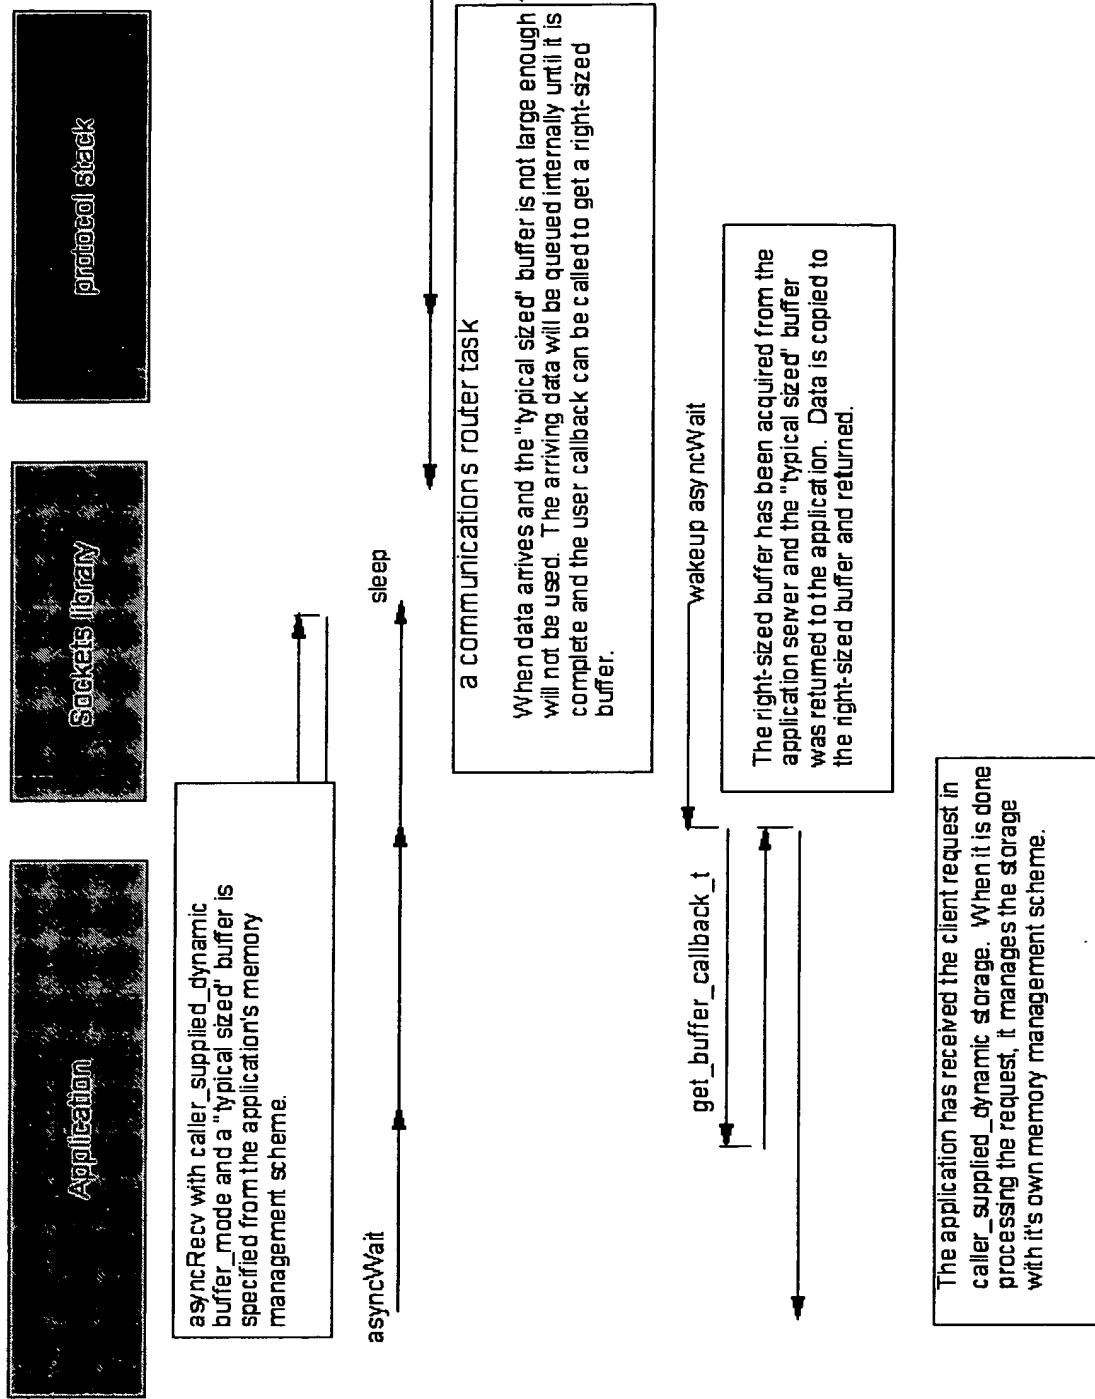 Application
Sockets library
protocol stack
asyncRecv with caller_supplied_dynamic
buffer_mode and a "typical sized" buffer is
specified from the application's memory
management scheme.
asyncWait
sleep
a communications router task
When data arrives and the "typical sized" buffer is not large enough
will not be used. The arriving data will be queued internally until it is
complete and the user callback can be called to get a right-sized
buffer.
wakeup asyncWait
get_buffer_callback_t
The right-sized buffer has been acquired from the
application server and the "typical sized" buffer
was returned to the application. Data is copied to
the right-sized buffer and returned.
The application has received the client request in
caller_supplied_dynamic storage. When it is done
processing the request, it manages the storage
with it's own memory management scheme.